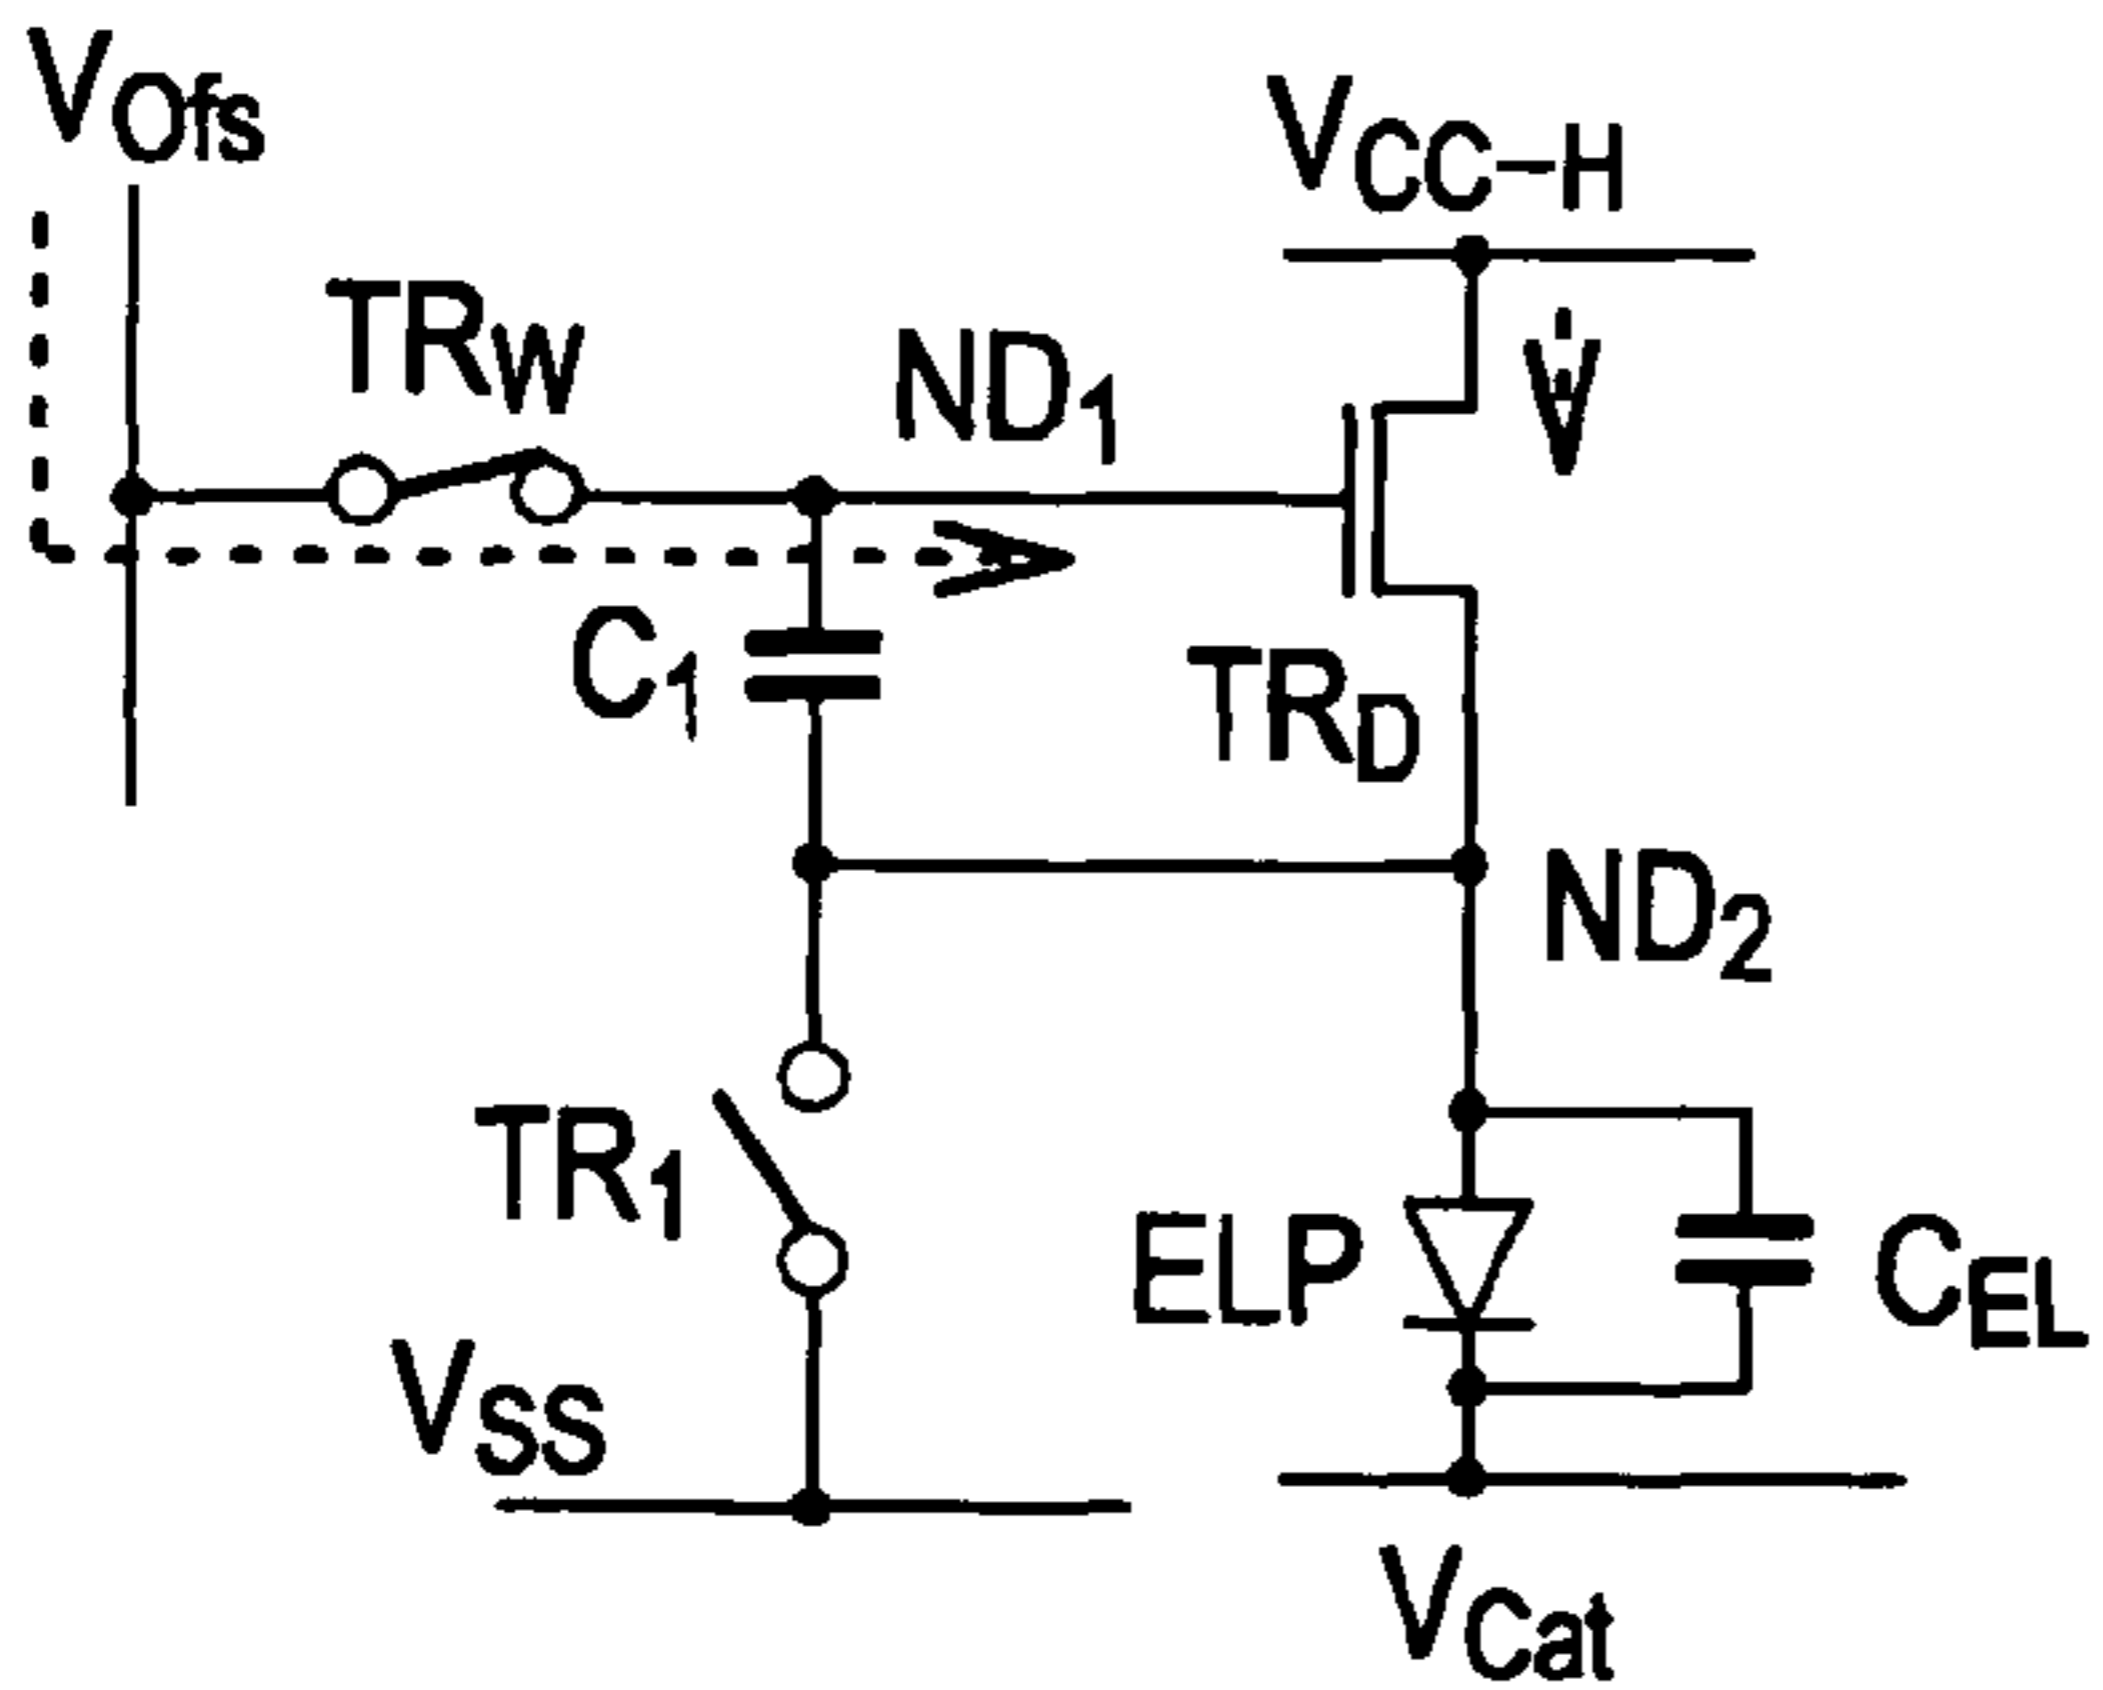 VOfs
VCC-H
TRW
ND1
C1
TRD
ND2
TR1
ELP
CEL
VSS
VCat